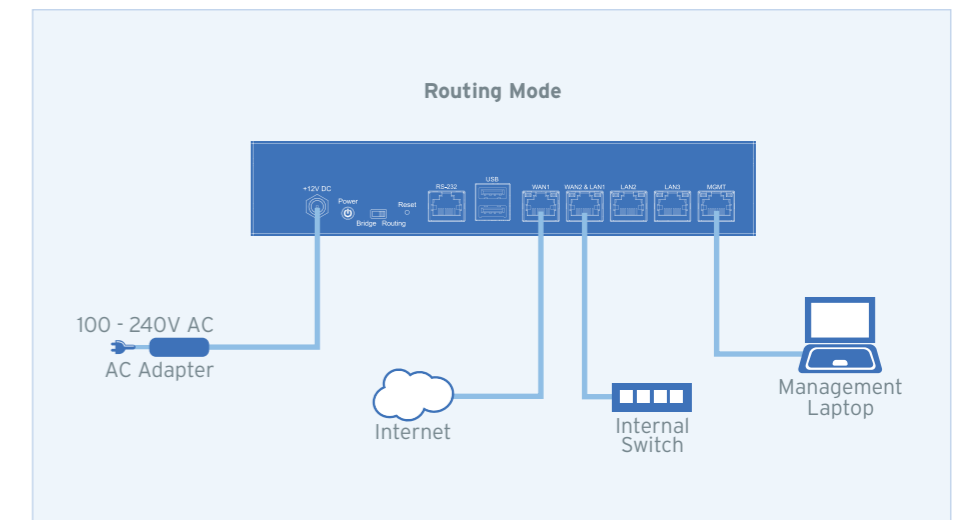 Routing Mode
+12V DC
Power
Bridge Routing
Reset
RS-232
USB
WAN1
WAN2 & LAN1
LAN2
LAN3
MGMT
100 - 240V AC
AC Adapter
Internet
Internal
Switch
Management
Laptop